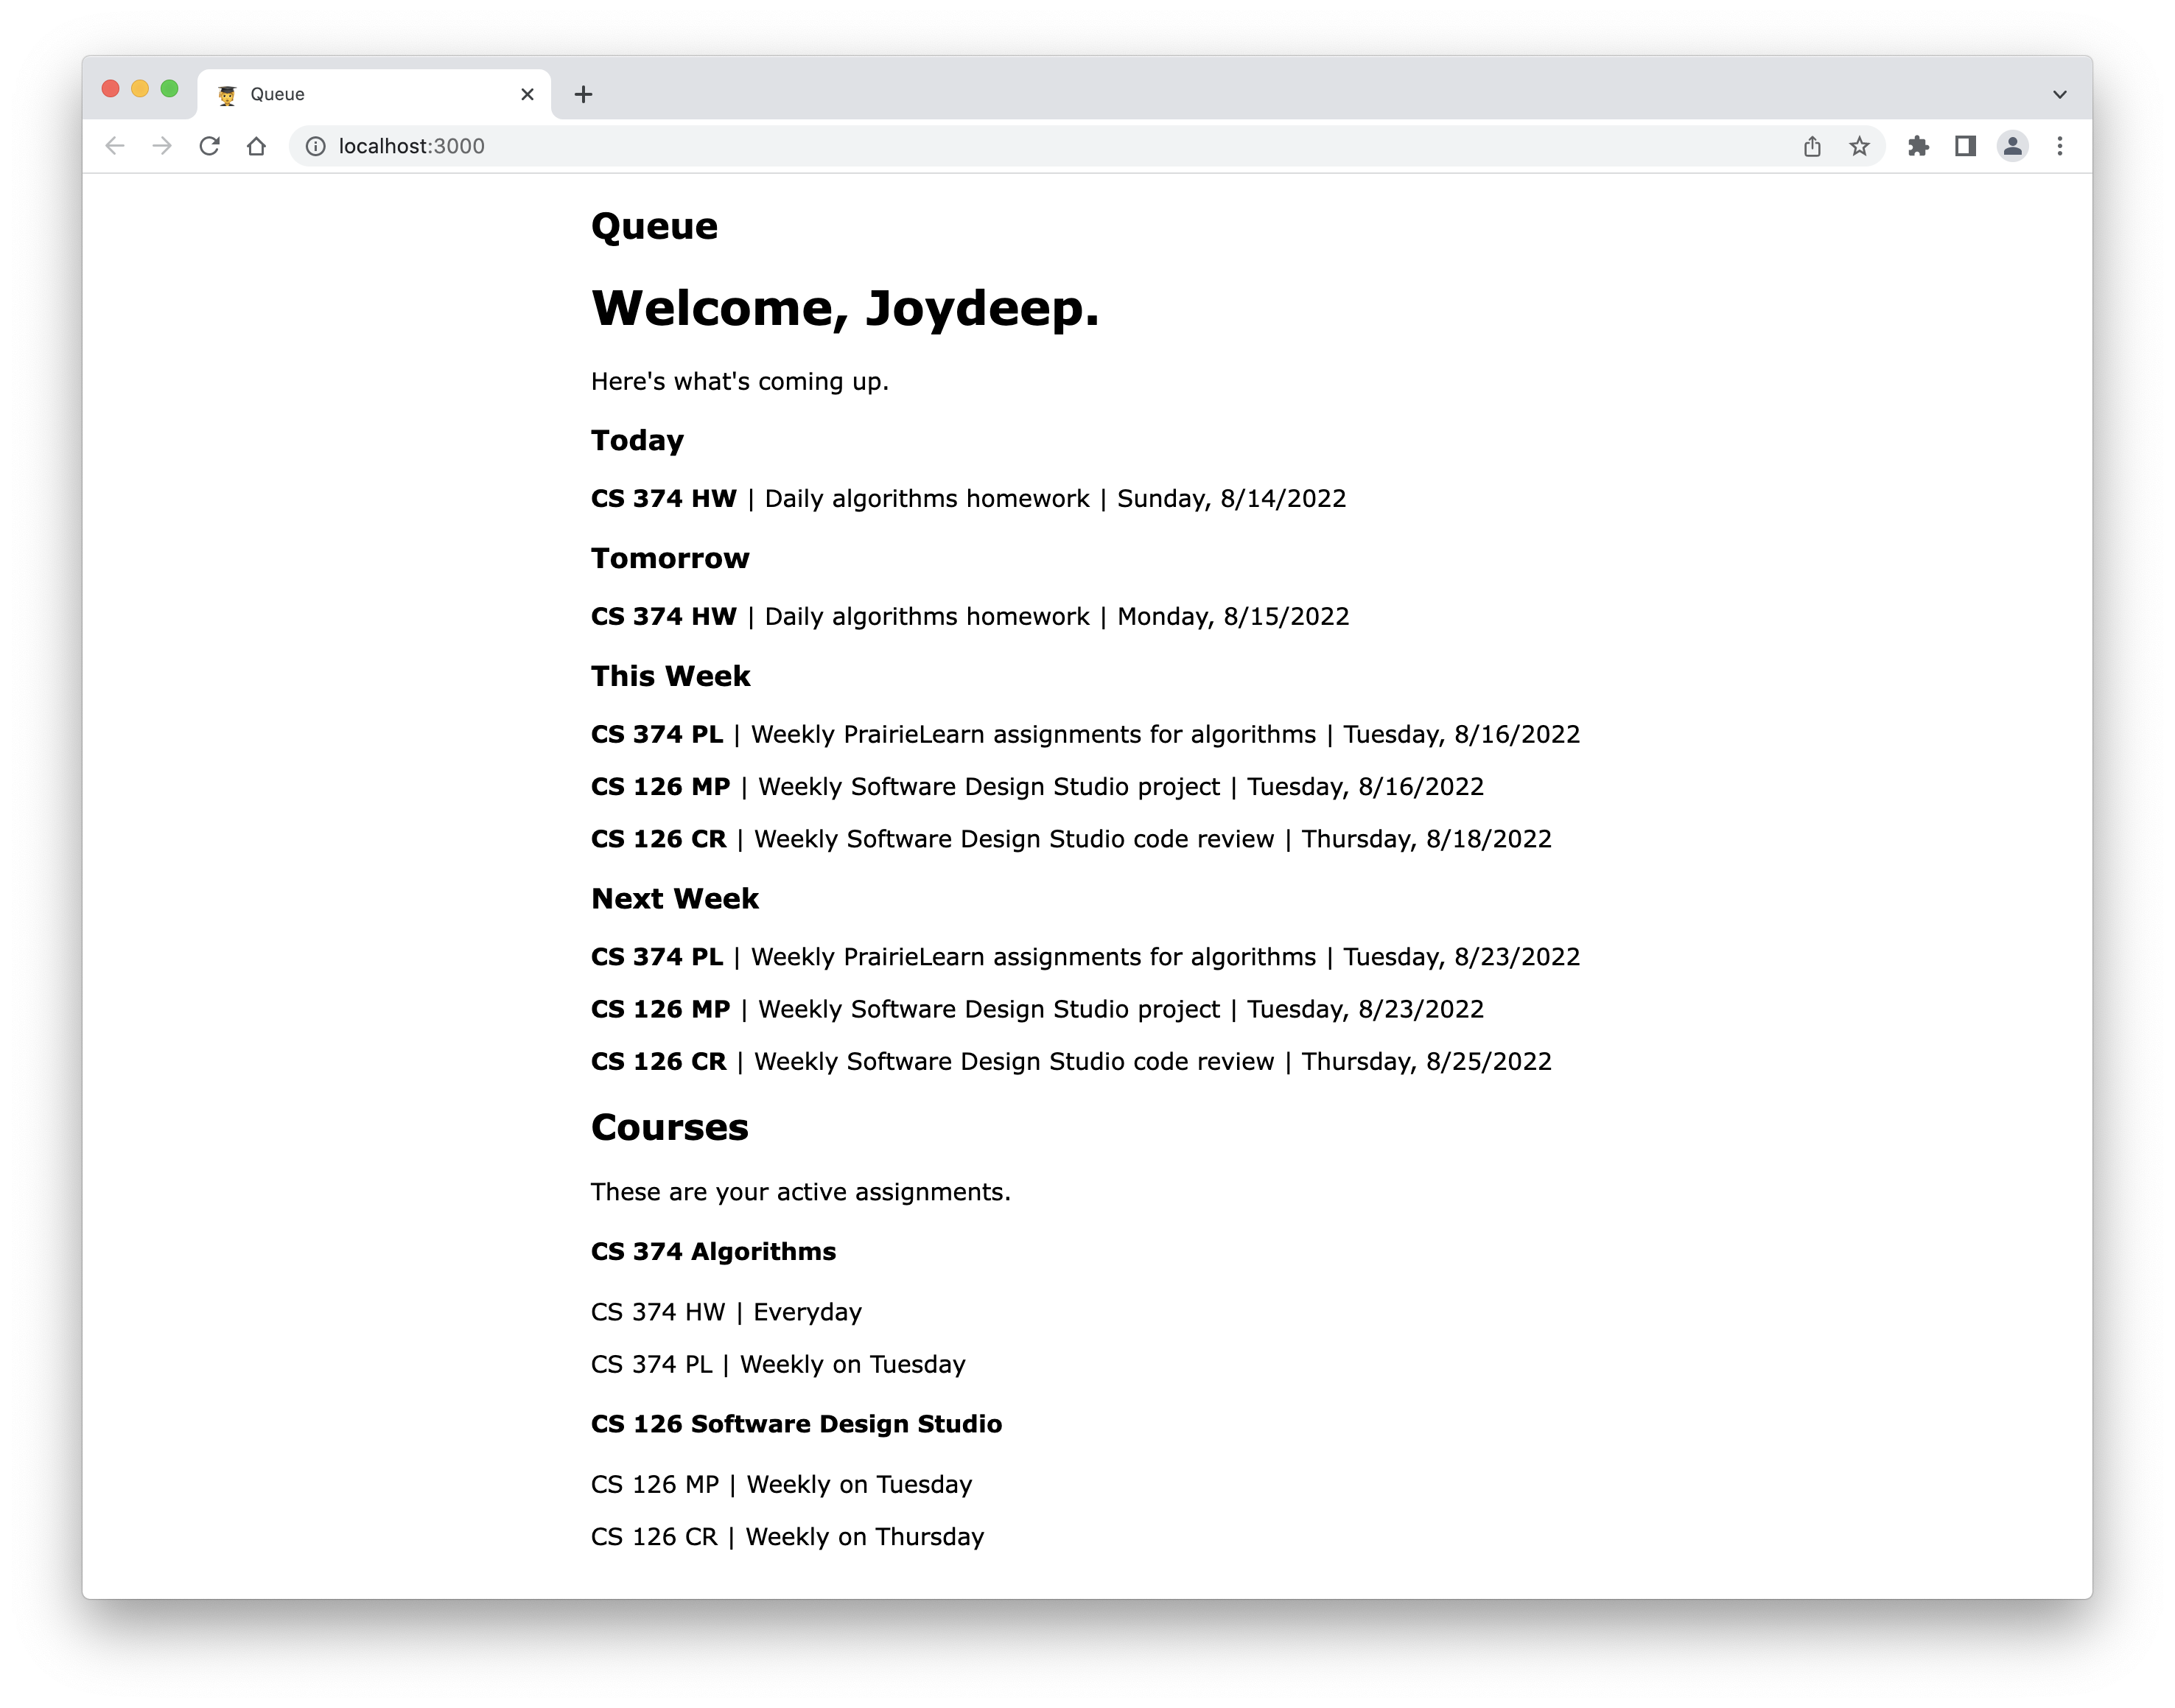 Queue
localhost:3000
Queue
Welcome, Joydeep.
Here's what's coming up.
Today
CS 374 HW | Daily algorithms homework | Sunday, 8/14/2022
Tomorrow
CS 374 HW | Daily algorithms homework | Monday, 8/15/2022
This Week
CS 374 PL | Weekly PrairieLearn assignments for algorithms | Tuesday, 8/16/2022
CS 126 MP | Weekly Software Design Studio project | Tuesday, 8/16/2022
CS 126 CR | Weekly Software Design Studio code review | Thursday, 8/18/2022
Next Week
CS 374 PL | Weekly PrairieLearn assignments for algorithms | Tuesday, 8/23/2022
CS 126 MP | Weekly Software Design Studio project | Tuesday, 8/23/2022
CS 126 CR | Weekly Software Design Studio code review | Thursday, 8/25/2022
Courses
These are your active assignments.
CS 374 Algorithms
CS 374 HW | Everyday
CS 374 PL | Weekly on Tuesday
CS 126 Software Design Studio
CS 126 MP | Weekly on Tuesday
CS 126 CR | Weekly on Thursday